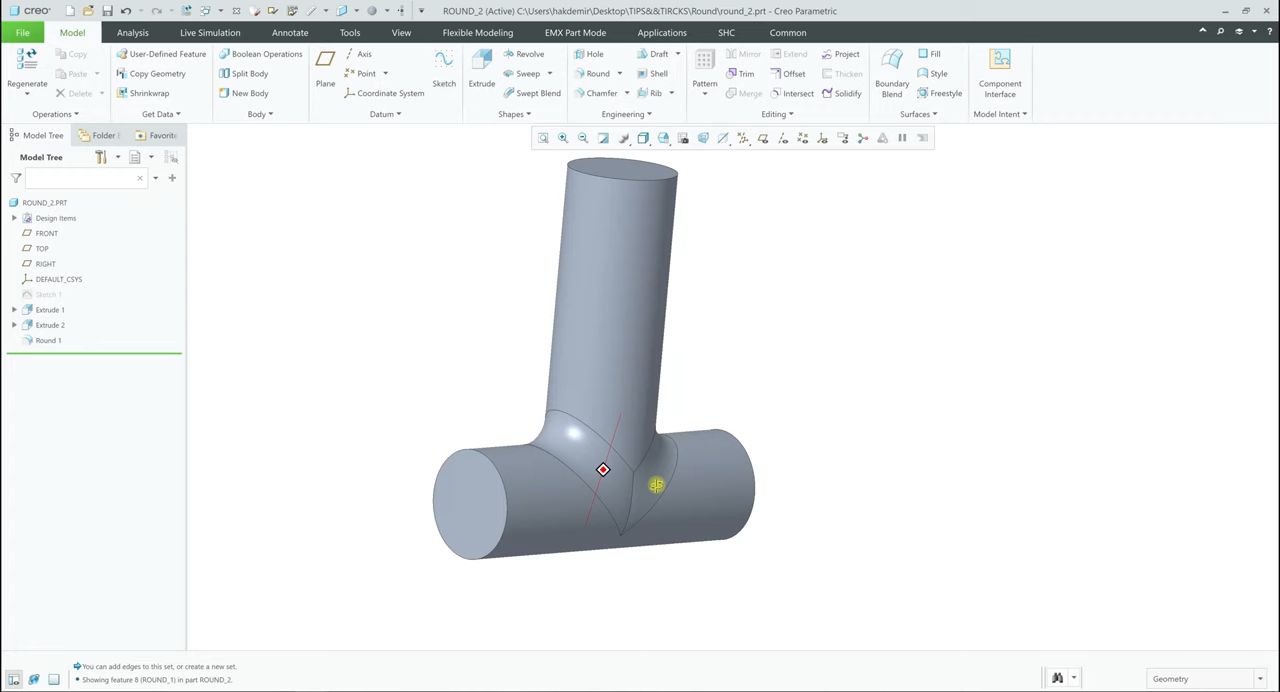 creo
ROUND_2 (Active) C:\Users\hakdemir\Desktop\TIPS&&TIRCKS\Round\round_2.prt - Creo Parametric
File Model Analysis Live Simulation Annotate Tools View Flexible Modeling EMX Part Mode Applications SHC Common
Regenerate
Copy
Paste
Delete
Operations
User-Defined Feature
Copy Geometry
Shrinkwrap
Get Data
Boolean Operations
Split Body
New Body
Body
Plane
Axis
Point
Coordinate System
Sketch
Datum
Extrude
Revolve
Sweep
Swept Blend
Shapes
Hole
Round
Chamfer
Draft
Shell
Rib
Engineering
Pattern
Mirror
Trim
Merge
Extend
Offset
Intersect
Project
Thicken
Solidify
Editing
Boundary
Blend
Fill
Style
Freestyle
Surfaces
Component
Interface
Model Intent
Model Tree Folder Favorite
Model Tree
ROUND_2.PRT
Design Items
FRONT
TOP
RIGHT
DEFAULT_CSYS
Sketch 1
Extrude 1
Extrude 2
Round 1
You can add edges to this set, or create a new set.
Showing feature 8 (ROUND_1) in part ROUND_2.
Geometry